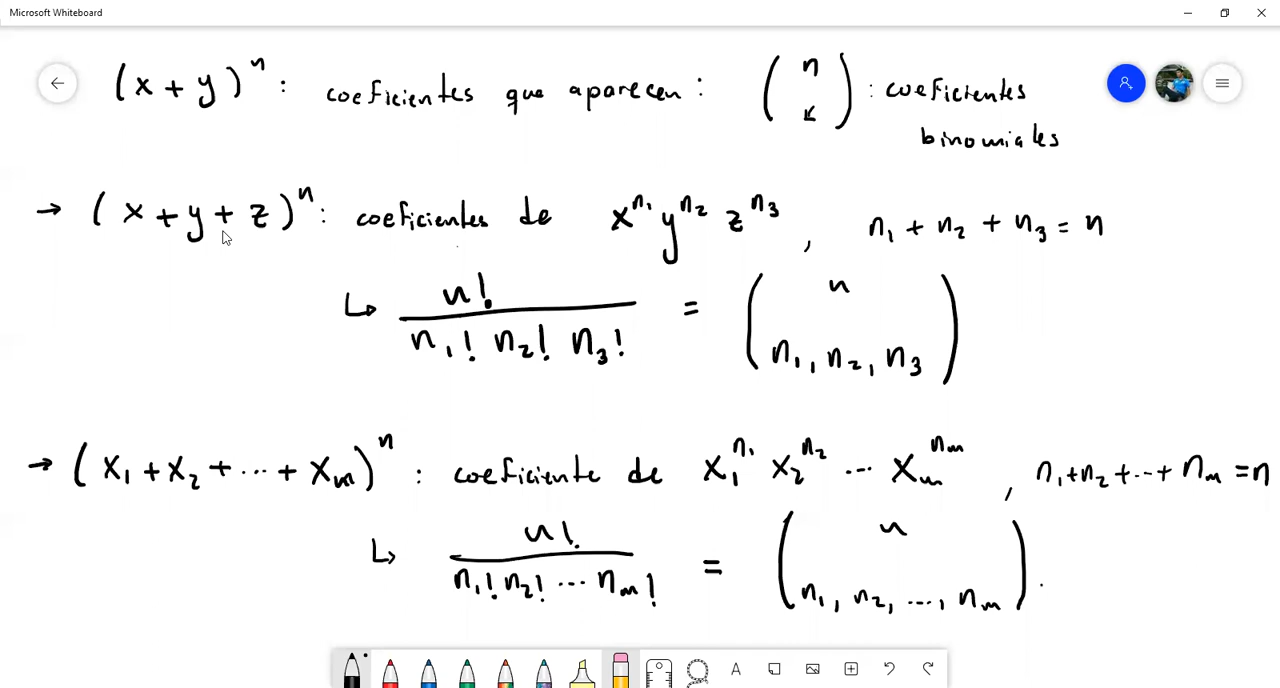 Microsoft Whiteboard
(x + y)^n : coeficientes que aparecen : (n k) : coeficientes
binomiales
→ (x + y + z)^n : coeficientes de x^n₁ y^n₂ z^n₃ , n₁ + n₂ + n₃ = n
↳ n! / n₁! n₂! n₃! = (n n₁, n₂, n₃)
→ (x₁ + x₂ + ... + xₘ)^n : coeficiente de x₁^n₁ x₂^n₂ ... xₘ^nₘ , n₁+n₂+...+nₘ = n
↳ n! / n₁! n₂! ... nₘ! = (n n₁, n₂, ..., nₘ) .
A